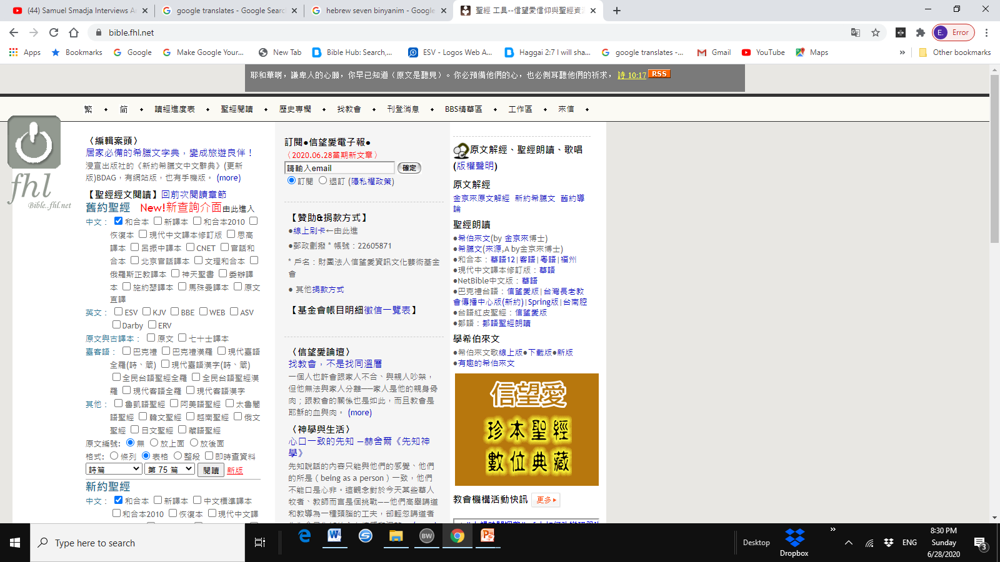 (44) Samuel Smadja Interviews A
google translates - Google Searc
hebrew seven binyanim - Google
聖經 工具--信望愛信仰與聖經資
bible.fhl.net
E. Error
Apps Bookmarks Google Make Google Your... New Tab Bible Hub: Search,... ESV - Logos Web A... Haggai 2:7 I will sha... google translates -... Gmail YouTube Maps » Other bookmarks
耶和華啊，謙卑人的心願，你早已知道（原文是聽見）。你必預備他們的心，也必側耳聽他們的祈求， 詩 10:17 RSS
繁 • 简 • 讀經進度表 • 聖經閱讀 • 歷史專欄 • 找教會 • 刊登消息 • BBS精華區 • 工作區 • 來信 •
fhl
Bible.fhl.net
〈編輯案頭〉
居家必備的希臘文字典，變成旅遊良伴！
浸宣出版社的《新約希臘文中文辭典》(更新
版)BDAG，有網站版，也有手機版。 (more)
【聖經經文閱讀】回前次閱讀章節
舊約聖經 New!新查詢介面由此進入
中文： 和合本 新譯本 和合本2010
恢復本 現代中文譯本修訂版 思高
譯本 呂振中譯本 CNET 官話和
合本 北京官話譯本 文理和合本
俄羅斯正教譯本 神天聖書 委辦譯
本 施約瑟譯本 馬殊曼譯本 原文
直譯
英文： ESV KJV BBE WEB ASV
Darby ERV
原文與古譯本： 原文 七十士譯本
臺客語： 巴克禮 巴克禮漢羅 現代臺語
全羅(詩、箴) 現代臺語漢字(詩、箴)
全民台語聖經全羅 全民台語聖經漢
羅 現代客語全羅 現代客語漢字
其他： 魯凱語聖經 阿美語聖經 太魯閣
語聖經 韓文聖經 越南聖經 俄文
聖經 日文聖經 藏語聖經
原文編號: 無 放上面 放後面
格式: 條列 表格 整段 即時查資料
詩篇 第 75 篇 閱讀 新版
新約聖經
中文： 和合本 新譯本 中文標準譯本
和合本2010 恢復本 現代中文譯
訂閱●信望愛電子報●
〈2020.06.28當期新文章〉
請輸入email 確定
訂閱 退訂 (隱私權政策)
【贊助&捐款方式】
●線上刷卡←由此進
●郵政劃撥 * 帳號：22605871
* 戶名：財團法人信望愛資訊文化藝術基金
會
● 其他捐款方式
【基金會帳目明細徵信一覽表】
〈信望愛論壇〉
找教會，不是找同溫層
一個人也許會跟家人不合、與親人吵架，
但他無法與家人分離──家人是他的親身骨
肉；跟教會的關係也是如此，而且教會是
耶穌的血與肉。 (more)
〈神學與生活〉
心口一致的先知 ─赫舍爾《先知神
學》
先知說話的內容只能與他們的感覺、他們
的所是（being as a person）一致，他們
不能口是心非。這觀念對於今天某些華人
牧者、教師而言是個挑戰──他們高舉講道
和教導為一種頭腦的工夫，卻輕忽講道者
原文解經、聖經朗讀、歌唱
(版權聲明)
原文解經
金京來原文解經 新約希臘文 舊約導
論
聖經朗讀
●希伯來文(by 金京來博士)
●希臘文(來源,A by金京來博士)
●和合本：華語12|客語|粵語|福州
●現代中文譯本修訂版：華語
●NetBible中文版：華語
●巴克禮台語：信望愛版|台灣長老教
會傳播中心版(新約)|Spring版|台南腔
●台語紅皮聖經：信望愛版
●鄒語：鄒語聖經朗讀
學希伯來文
●希伯來文歌線上版●下載版●新版
●有趣的希伯來文
信望愛
珍本聖經
數位典藏
教會機構活動快訊 更多
Type here to search
Desktop
Dropbox
ENG
8:30 PM
Sunday
6/28/2020
3